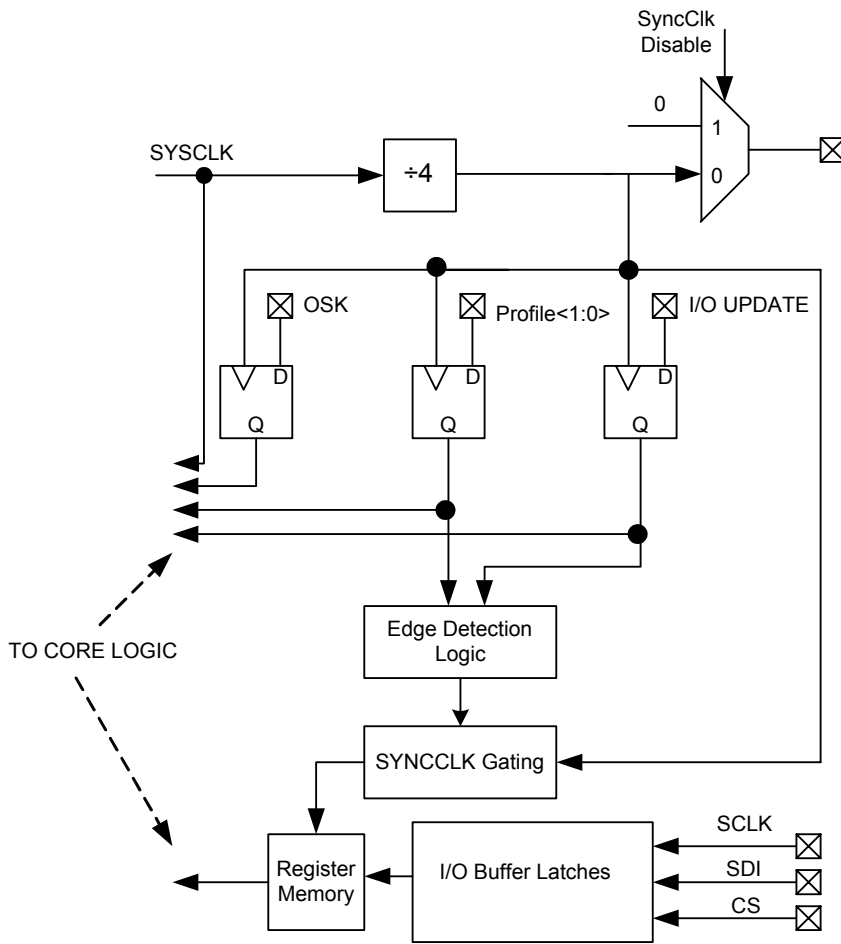 SyncClk
Disable
0
1
SYSCLK
÷4
0
OSK
Profile<1:0>
I/O UPDATE
D
D
D
Q
Q
Q
Edge Detection
Logic
TO CORE LOGIC
SYNCCLK Gating
SCLK
Register
Memory
I/O Buffer Latches
SDI
CS